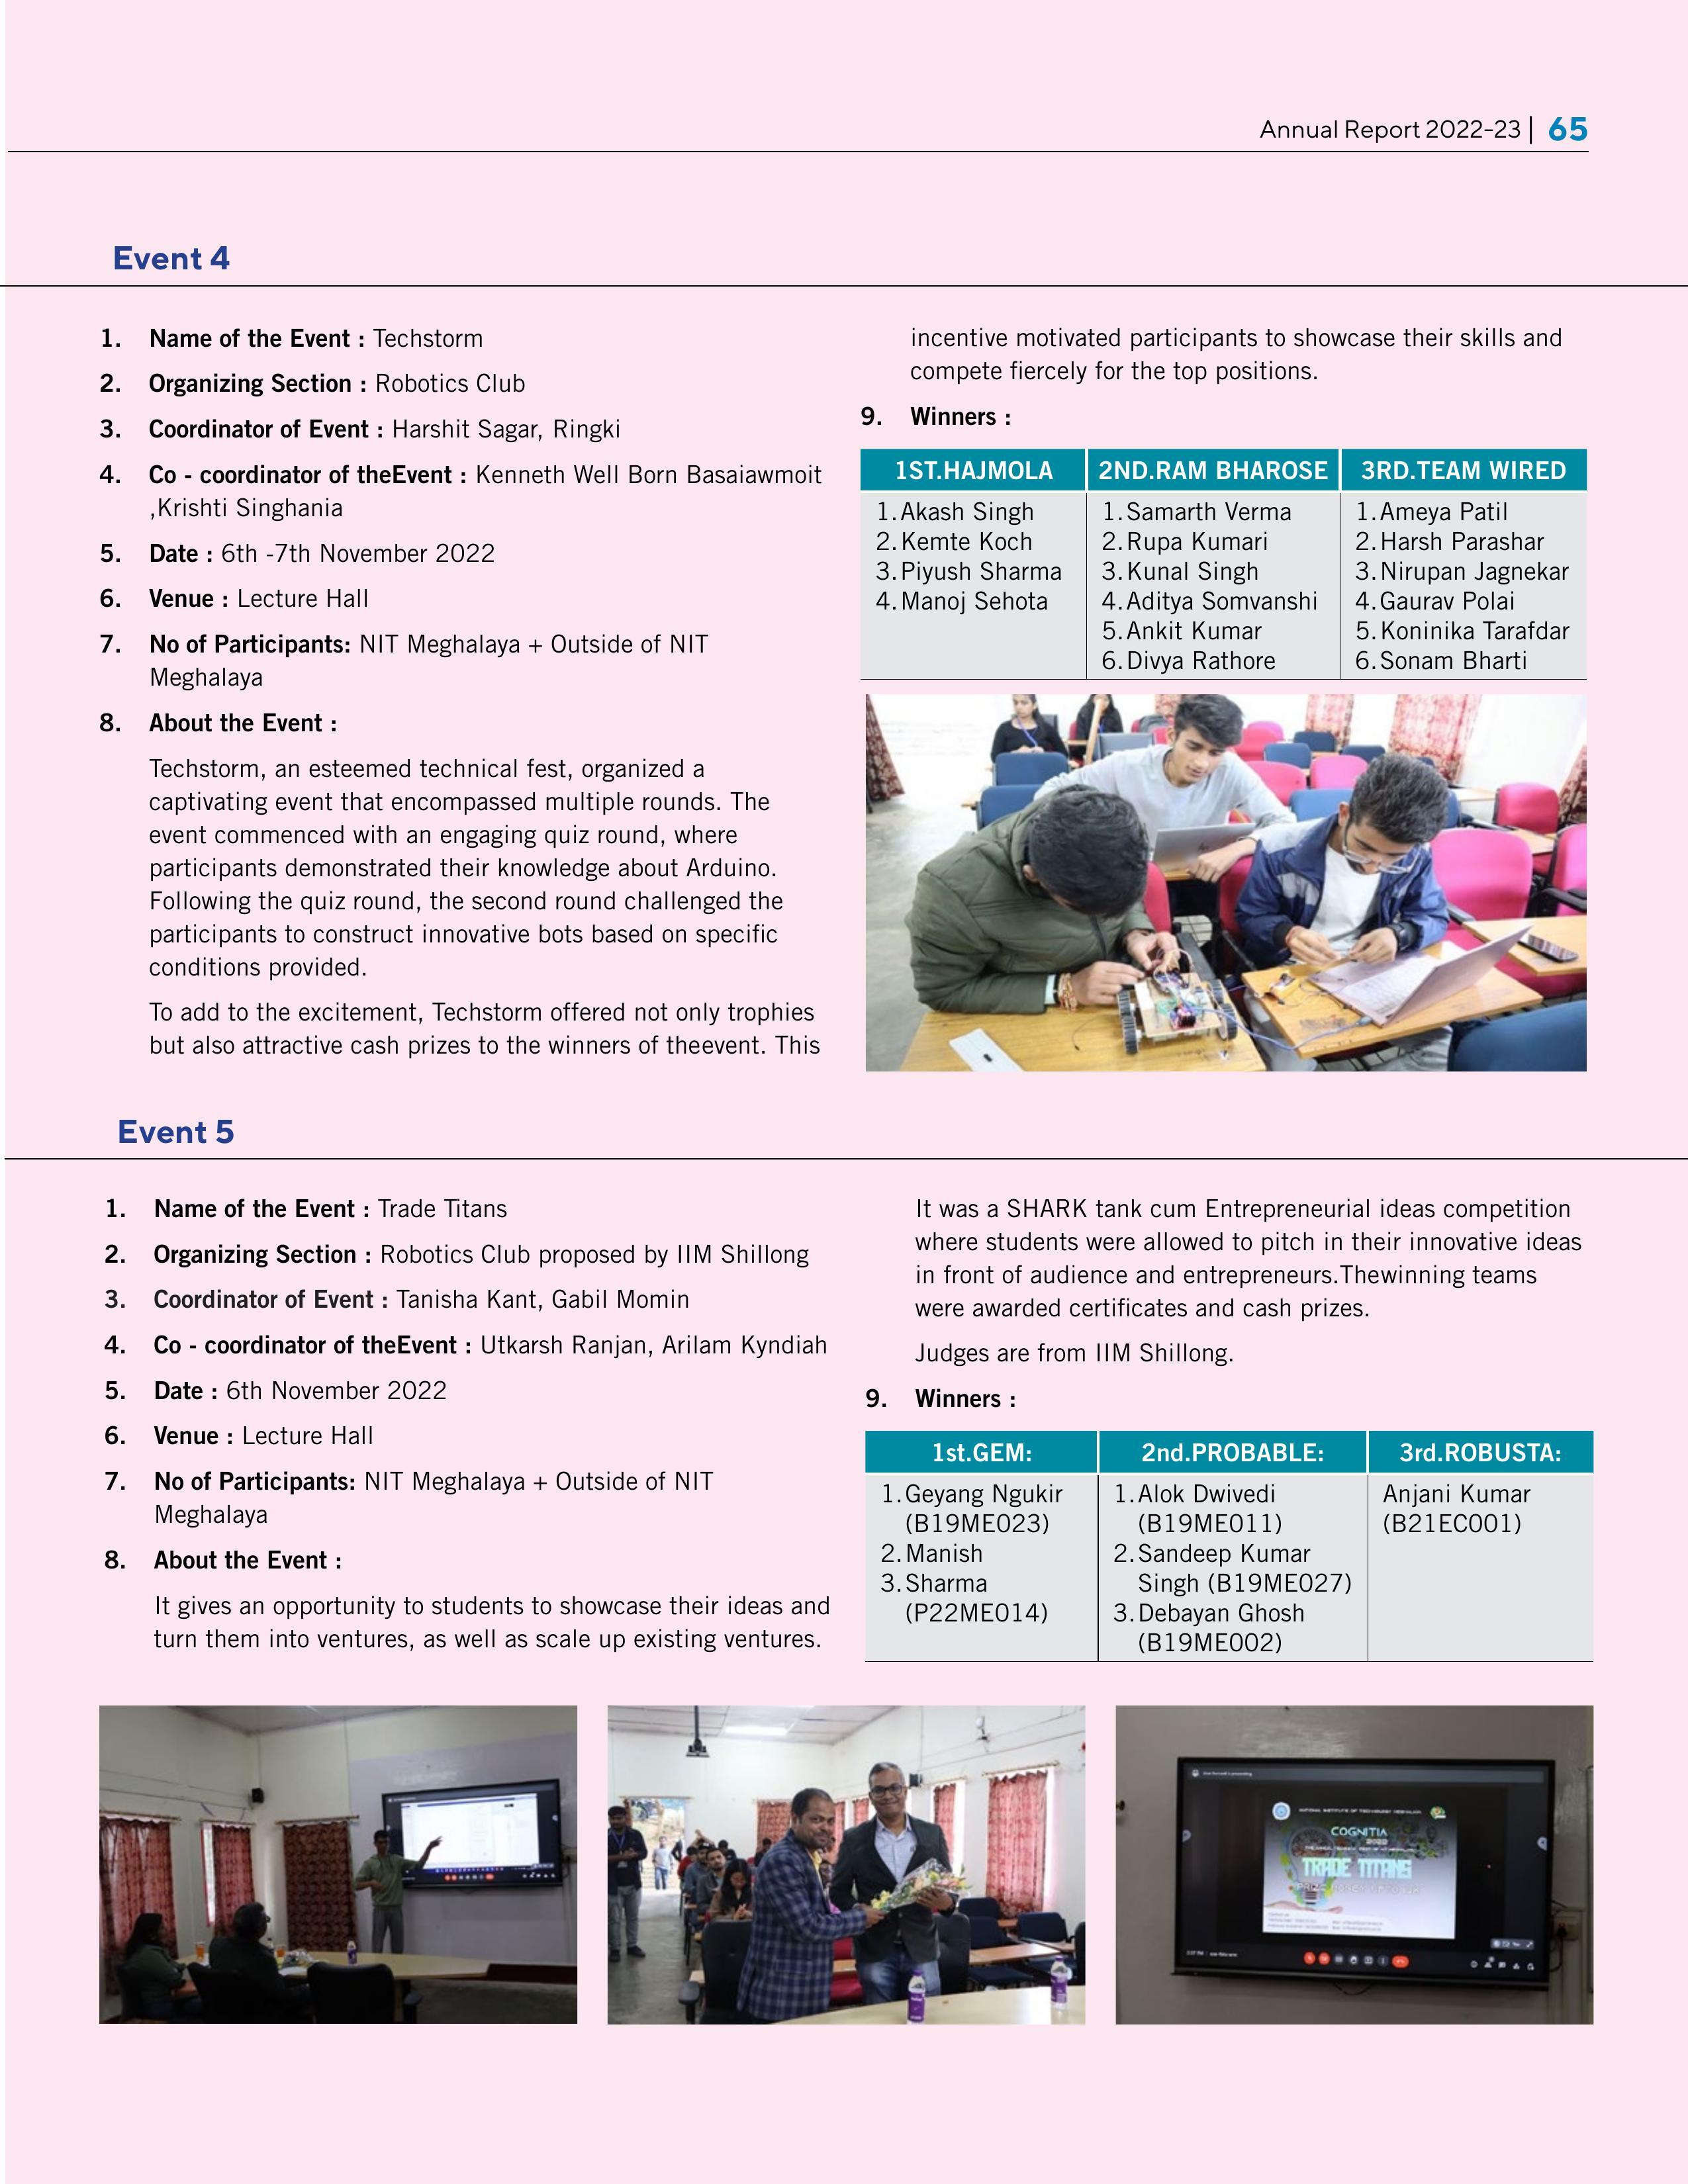 Annual Report 2022-23 | 65
Event 4
1. Name of the Event : Techstorm
2. Organizing Section : Robotics Club
3. Coordinator of Event : Harshit Sagar, Ringki
4. Co - coordinator of theEvent : Kenneth Well Born Basaiawmoit
,Krishti Singhania
5. Date : 6th -7th November 2022
6. Venue : Lecture Hall
7. No of Participants: NIT Meghalaya + Outside of NIT
Meghalaya
8. About the Event :
Techstorm, an esteemed technical fest, organized a
captivating event that encompassed multiple rounds. The
event commenced with an engaging quiz round, where
participants demonstrated their knowledge about Arduino.
Following the quiz round, the second round challenged the
participants to construct innovative bots based on specific
conditions provided.
To add to the excitement, Techstorm offered not only trophies
but also attractive cash prizes to the winners of theevent. This
incentive motivated participants to showcase their skills and
compete fiercely for the top positions.
9. Winners :
1ST.HAJMOLA
1. Akash Singh
2. Kemte Koch
3. Piyush Sharma
4. Manoj Sehota
2ND.RAM BHAROSE
1. Samarth Verma
2. Rupa Kumari
3. Kunal Singh
4. Aditya Somvanshi
5. Ankit Kumar
6. Divya Rathore
3RD.TEAM WIRED
1. Ameya Patil
2. Harsh Parashar
3. Nirupan Jagnekar
4. Gaurav Polai
5. Koninika Tarafdar
6. Sonam Bharti
Event 5
1. Name of the Event : Trade Titans
2. Organizing Section : Robotics Club proposed by IIM Shillong
3. Coordinator of Event : Tanisha Kant, Gabil Momin
4. Co - coordinator of theEvent : Utkarsh Ranjan, Arilam Kyndiah
5. Date : 6th November 2022
6. Venue : Lecture Hall
7. No of Participants: NIT Meghalaya + Outside of NIT
Meghalaya
8. About the Event :
It gives an opportunity to students to showcase their ideas and
turn them into ventures, as well as scale up existing ventures.
It was a SHARK tank cum Entrepreneurial ideas competition
where students were allowed to pitch in their innovative ideas
in front of audience and entrepreneurs.Thewinning teams
were awarded certificates and cash prizes.
Judges are from IIM Shillong.
9. Winners :
1st.GEM:
1. Geyang Ngukir
(B19ME023)
2. Manish
3. Sharma
(P22ME014)
2nd.PROBABLE:
1. Alok Dwivedi
(B19ME011)
2. Sandeep Kumar
Singh (B19ME027)
3. Debayan Ghosh
(B19ME002)
3rd.ROBUSTA:
Anjani Kumar
(B21EC001)
NATIONAL INSTITUTE OF TECHNOLOGY MEGHALAYA
COGNITIA
TRADE TITANS